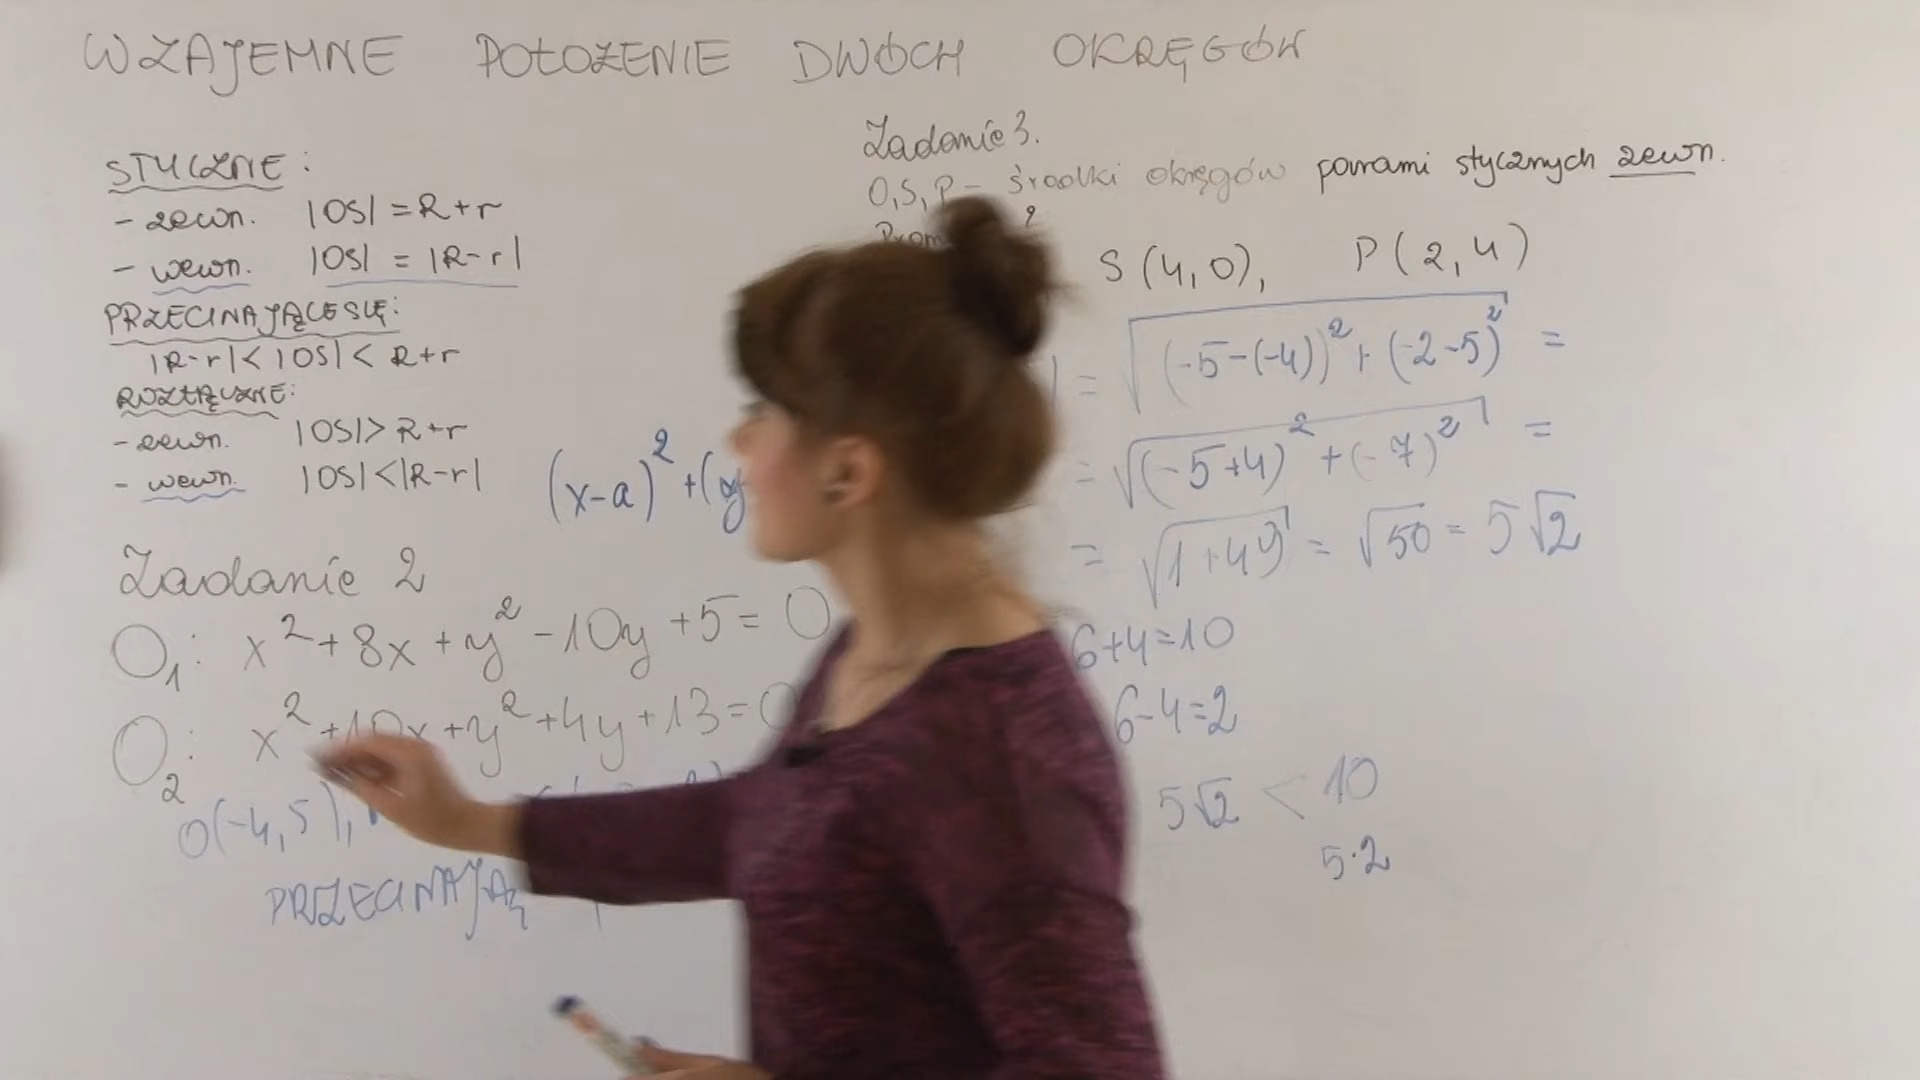 WZAJEMNE POŁOŻENIE DWÓCH OKRĘGÓW
STYCZNE:
- zewn. |OS| = R+r
- wewn. |OS| = |R-r|
PRZECINAJĄCE SIĘ:
|R-r| < |OS| < R+r
ROZŁĄCZNE:
- zewn. |OS| > R+r
- wewn. |OS| < |R-r|
(x-a)² + (y
Zadanie 2
O₁: x² + 8x + y² - 10y + 5 = 0
O₂: x² + 10x + y² + 4y + 13 = 0
O(-4,5),
PRZECINAJĄ
Zadanie 3.
O, S, P - środki okręgów parami stycznych zewn.
Prom ?
S(4,0), P(2,4)
| = √((-5-(-4))² + (-2-5)²) =
= √((-5+4)² + (-7)²) =
= √(1+49) = √50 = 5√2
6+4=10
6-4=2
5√2 < 10
5·2